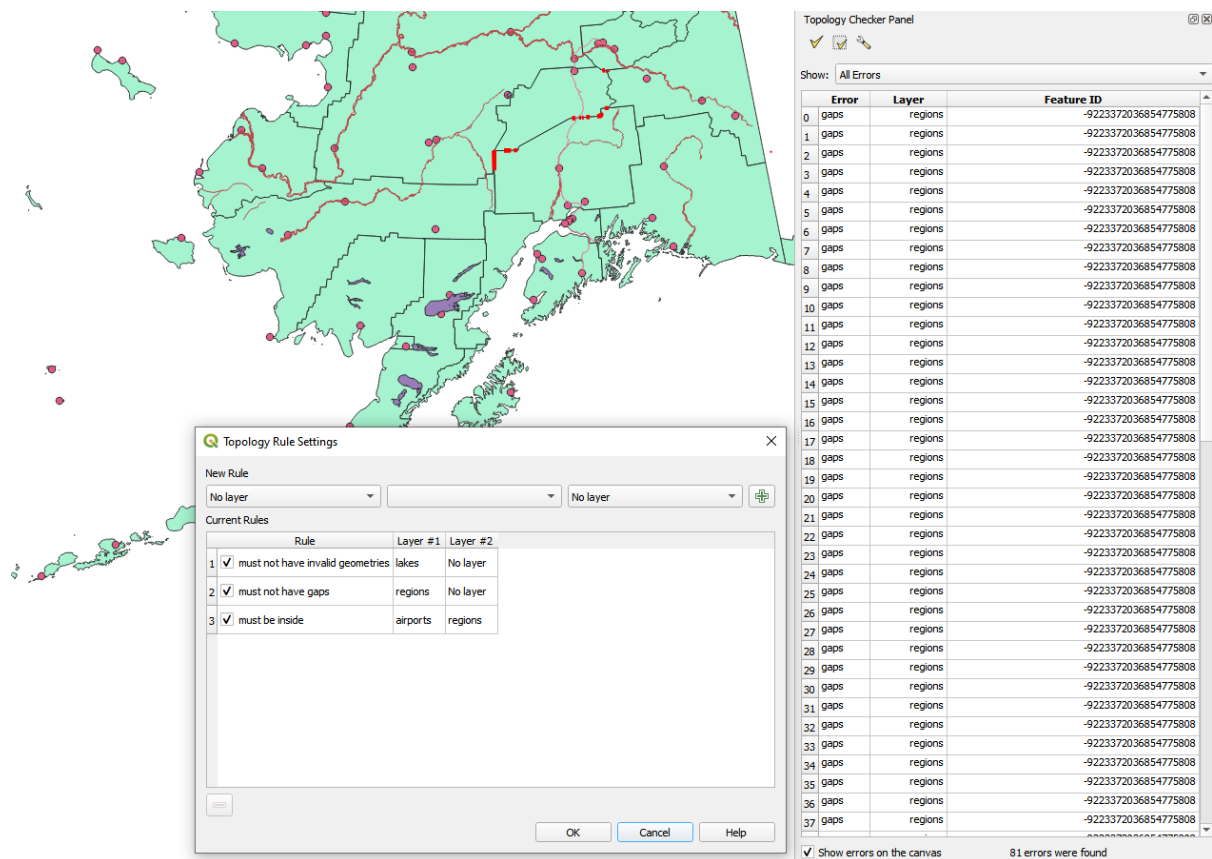 Topology Checker Panel
Show: All Errors
Error Layer Feature ID
0 gaps regions -9223372036854775808
1 gaps regions -9223372036854775808
2 gaps regions -9223372036854775808
3 gaps regions -9223372036854775808
4 gaps regions -9223372036854775808
5 gaps regions -9223372036854775808
6 gaps regions -9223372036854775808
7 gaps regions -9223372036854775808
8 gaps regions -9223372036854775808
9 gaps regions -9223372036854775808
10 gaps regions -9223372036854775808
11 gaps regions -9223372036854775808
12 gaps regions -9223372036854775808
13 gaps regions -9223372036854775808
14 gaps regions -9223372036854775808
15 gaps regions -9223372036854775808
16 gaps regions -9223372036854775808
17 gaps regions -9223372036854775808
18 gaps regions -9223372036854775808
19 gaps regions -9223372036854775808
20 gaps regions -9223372036854775808
21 gaps regions -9223372036854775808
22 gaps regions -9223372036854775808
23 gaps regions -9223372036854775808
24 gaps regions -9223372036854775808
25 gaps regions -9223372036854775808
26 gaps regions -9223372036854775808
27 gaps regions -9223372036854775808
28 gaps regions -9223372036854775808
29 gaps regions -9223372036854775808
30 gaps regions -9223372036854775808
31 gaps regions -9223372036854775808
32 gaps regions -9223372036854775808
33 gaps regions -9223372036854775808
34 gaps regions -9223372036854775808
35 gaps regions -9223372036854775808
36 gaps regions -9223372036854775808
37 gaps regions -9223372036854775808
Show errors on the canvas 81 errors were found
Topology Rule Settings
New Rule
No layer No layer
Current Rules
Rule Layer #1 Layer #2
1 must not have invalid geometries lakes No layer
2 must not have gaps regions No layer
3 must be inside airports regions
OK Cancel Help